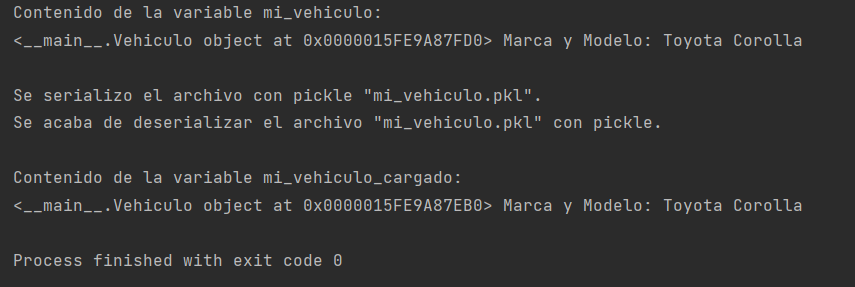 Contenido de la variable mi_vehiculo:
<__main__.Vehiculo object at 0x0000015FE9A87FD0> Marca y Modelo: Toyota Corolla
Se serializo el archivo con pickle "mi_vehiculo.pkl".
Se acaba de deserializar el archivo "mi_vehiculo.pkl" con pickle.
Contenido de la variable mi_vehiculo_cargado:
<__main__.Vehiculo object at 0x0000015FE9A87EB0> Marca y Modelo: Toyota Corolla
Process finished with exit code 0